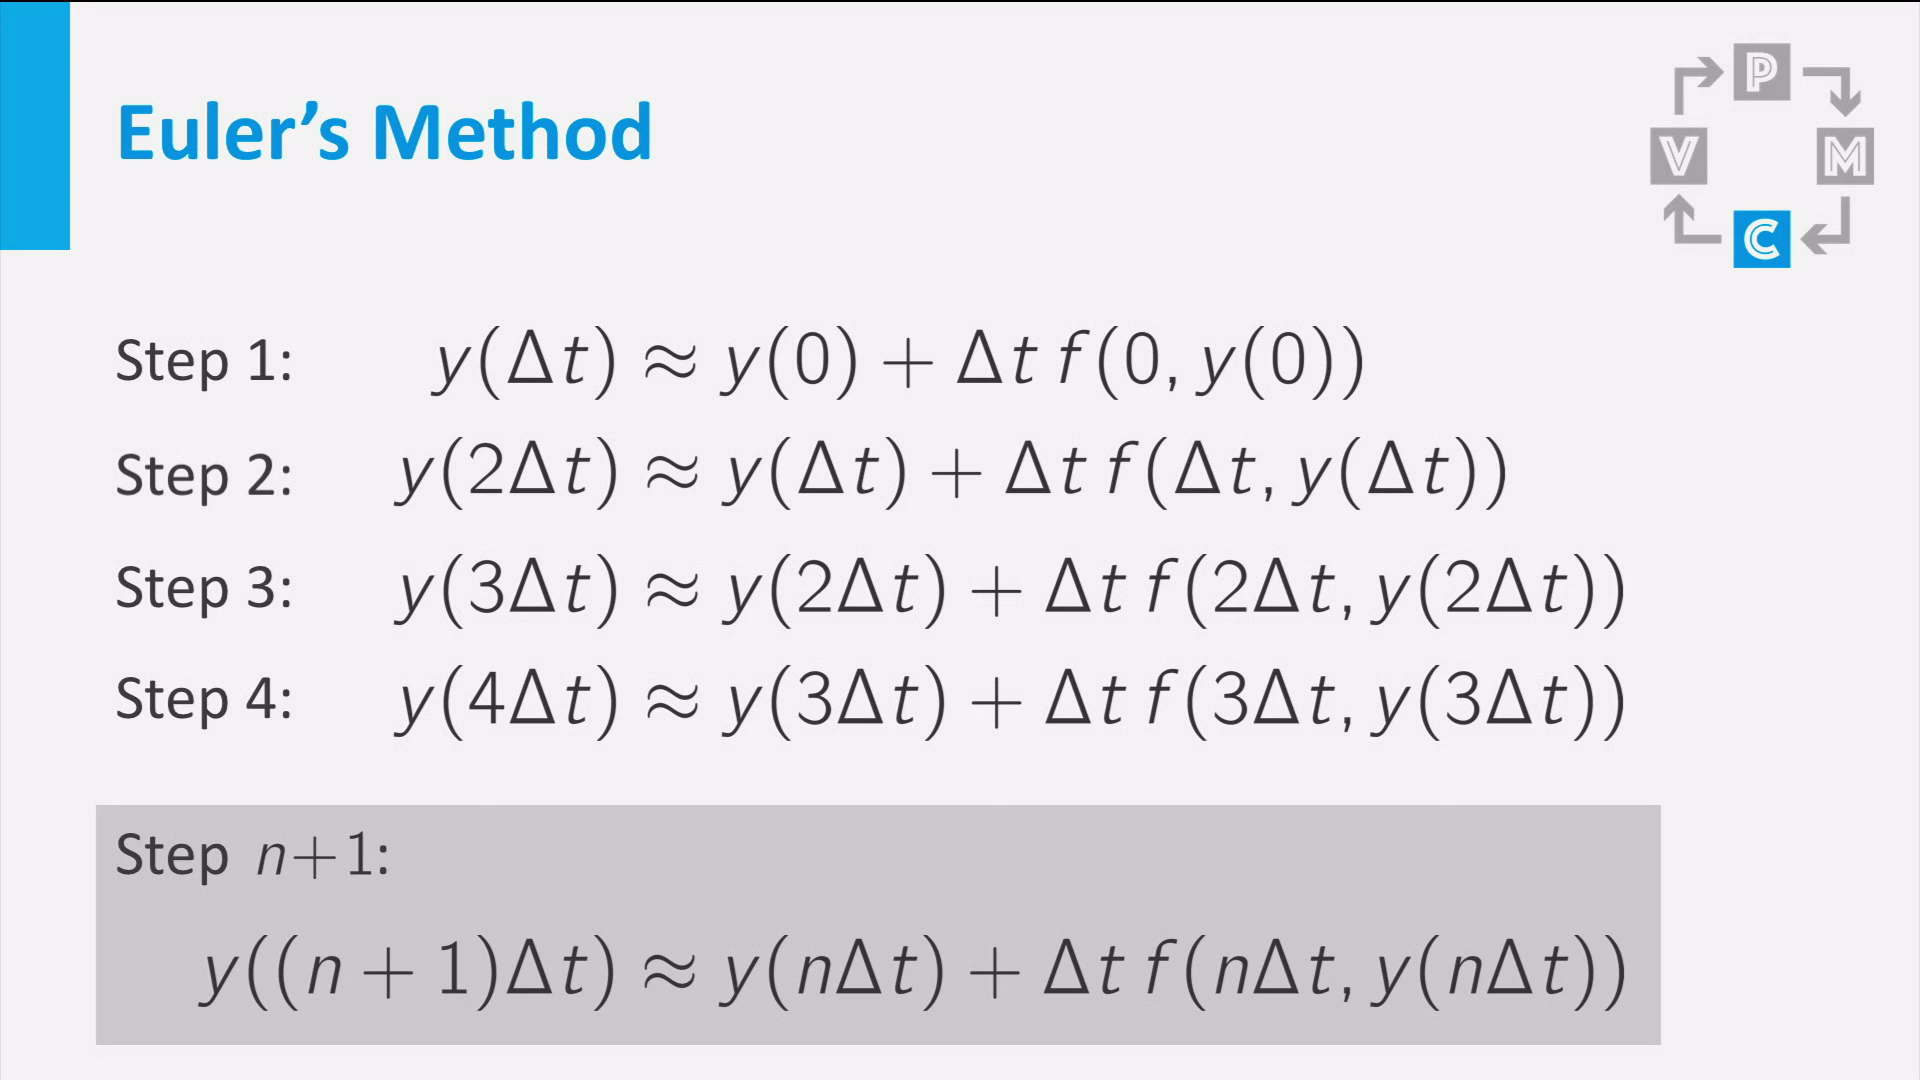 Euler’s Method
P
V M
C
Step 1: y(Δt) ≈ y(0) + Δt f(0, y(0))
Step 2: y(2Δt) ≈ y(Δt) + Δt f(Δt, y(Δt))
Step 3: y(3Δt) ≈ y(2Δt) + Δt f(2Δt, y(2Δt))
Step 4: y(4Δt) ≈ y(3Δt) + Δt f(3Δt, y(3Δt))
Step n+1:
y((n + 1)Δt) ≈ y(nΔt) + Δt f(nΔt, y(nΔt))